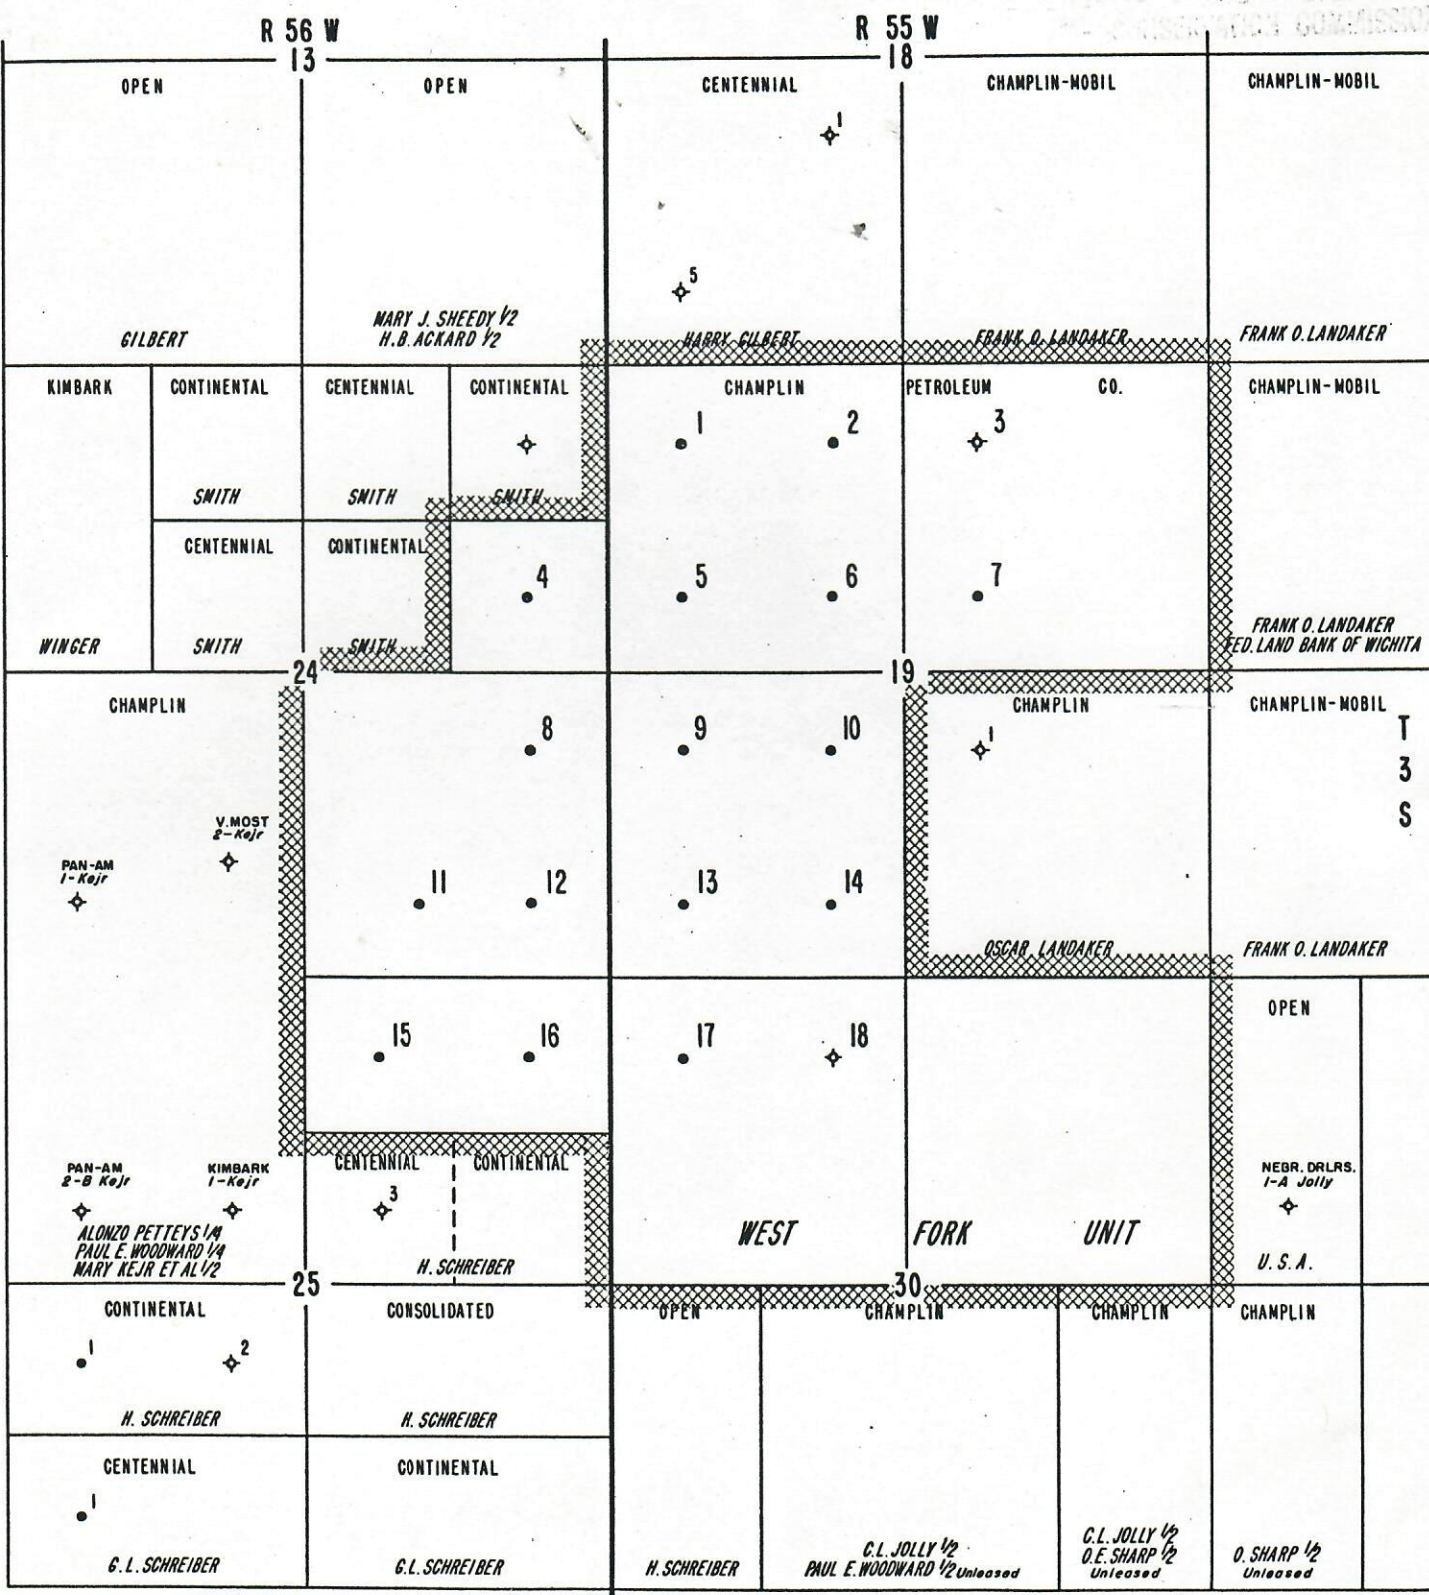 COMMISSION
R 56 W
R 55 W
13
18
OPEN
OPEN
CENTENNIAL
CHAMPLIN-MOBIL
CHAMPLIN-MOBIL
1
5
GILBERT
MARY J. SHEEDY 1/2
H.B. ACKARD 1/2
HARRY GILBERT
FRANK O. LANDAKER
FRANK O. LANDAKER
KIMBARK
CONTINENTAL
CENTENNIAL
CONTINENTAL
CHAMPLIN PETROLEUM CO.
CHAMPLIN-MOBIL
1
2
3
SMITH
SMITH
SMITH
CENTENNIAL
CONTINENTAL
4
5
6
7
WINGER
SMITH
SMITH
FRANK O. LANDAKER
FED. LAND BANK OF WICHITA
24
19
CHAMPLIN
CHAMPLIN
CHAMPLIN-MOBIL
8
9
10
1
T
3
S
V. MOST
2-Kejr
PAN-AM
1-Kejr
11
12
13
14
OSCAR LANDAKER
FRANK O. LANDAKER
OPEN
15
16
17
18
CENTENNIAL
CONTINENTAL
PAN-AM
2-B Kejr
KIMBARK
1-Kejr
3
NEBR. DRLRS.
1-A Jolly
ALONZO PETTEYS 1/4
PAUL E. WOODWARD 1/4
MARY KEJR ET AL 1/2
H. SCHREIBER
WEST FORK UNIT
U.S.A.
25
30
CONTINENTAL
CONSOLIDATED
OPEN
CHAMPLIN
CHAMPLIN
CHAMPLIN
1
2
H. SCHREIBER
H. SCHREIBER
CENTENNIAL
CONTINENTAL
1
G.L. SCHREIBER
G.L. SCHREIBER
H. SCHREIBER
C.L. JOLLY 1/2
PAUL E. WOODWARD 1/2 Unleased
C.L. JOLLY 1/2
O.E. SHARP 1/2
Unleased
O. SHARP 1/2
Unleased